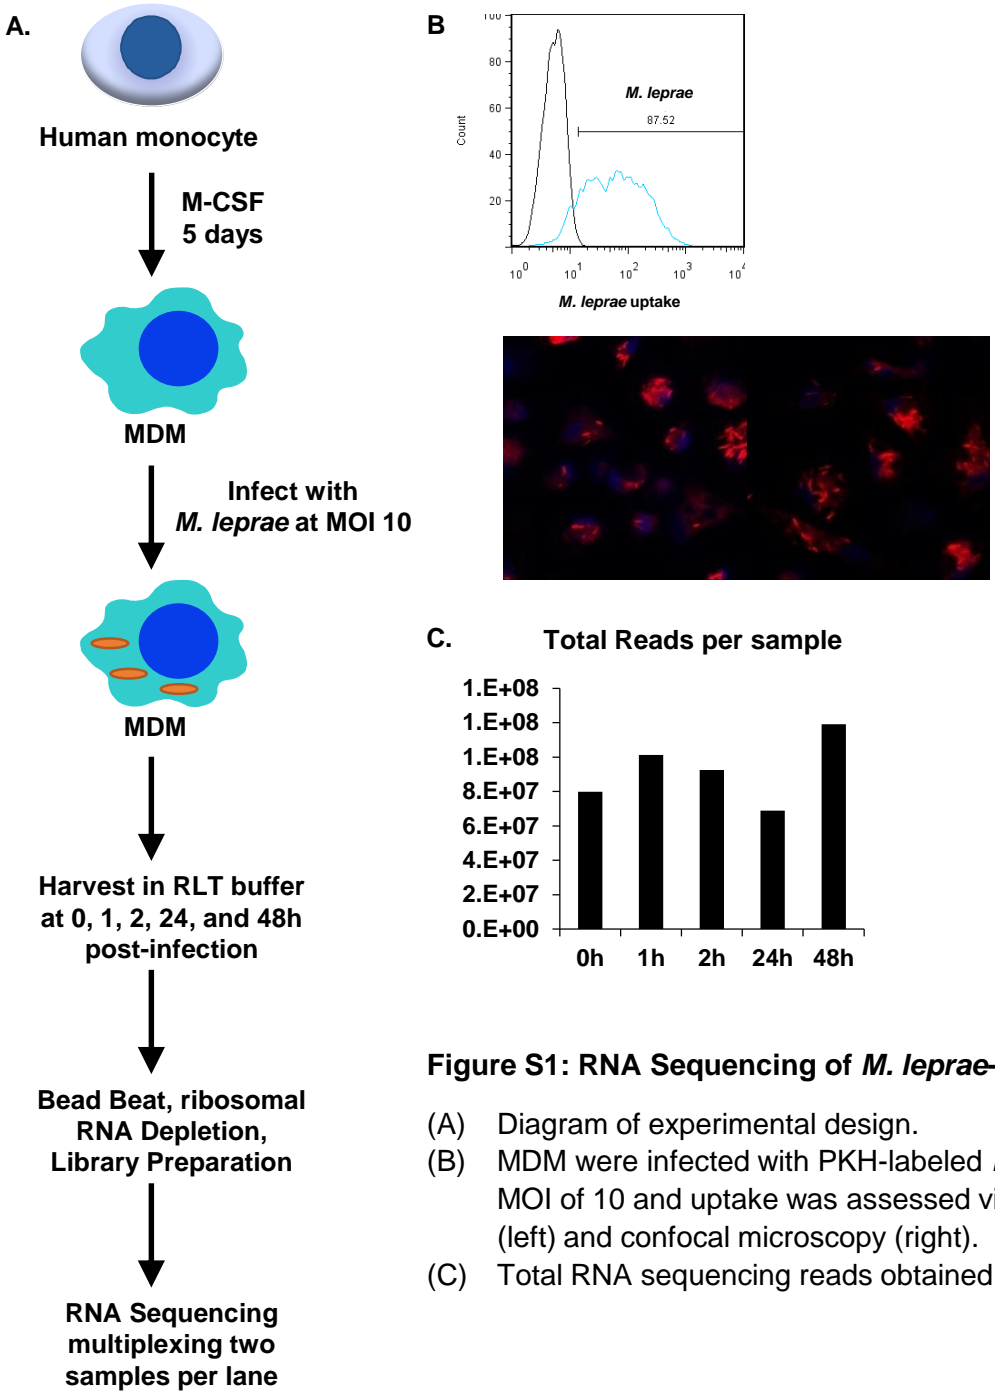 A.
Human monocyte
M-CSF
5 days
MDM
Infect with
M. leprae at MOI 10
MDM
Harvest in RLT buffer
at 0, 1, 2, 24, and 48h
post-infection
Bead Beat, ribosomal
RNA Depletion,
Library Preparation
RNA Sequencing
multiplexing two
samples per lane
B
100
80
60
40
20
Count
M. leprae
87.52
10^0 10^1 10^2 10^3 10^4
M. leprae uptake
C. Total Reads per sample
1.E+08
1.E+08
1.E+08
8.E+07
6.E+07
4.E+07
2.E+07
0.E+00
0h 1h 2h 24h 48h
Figure S1: RNA Sequencing of M. leprae-
(A) Diagram of experimental design.
(B) MDM were infected with PKH-labeled
MOI of 10 and uptake was assessed vi
(left) and confocal microscopy (right).
(C) Total RNA sequencing reads obtained